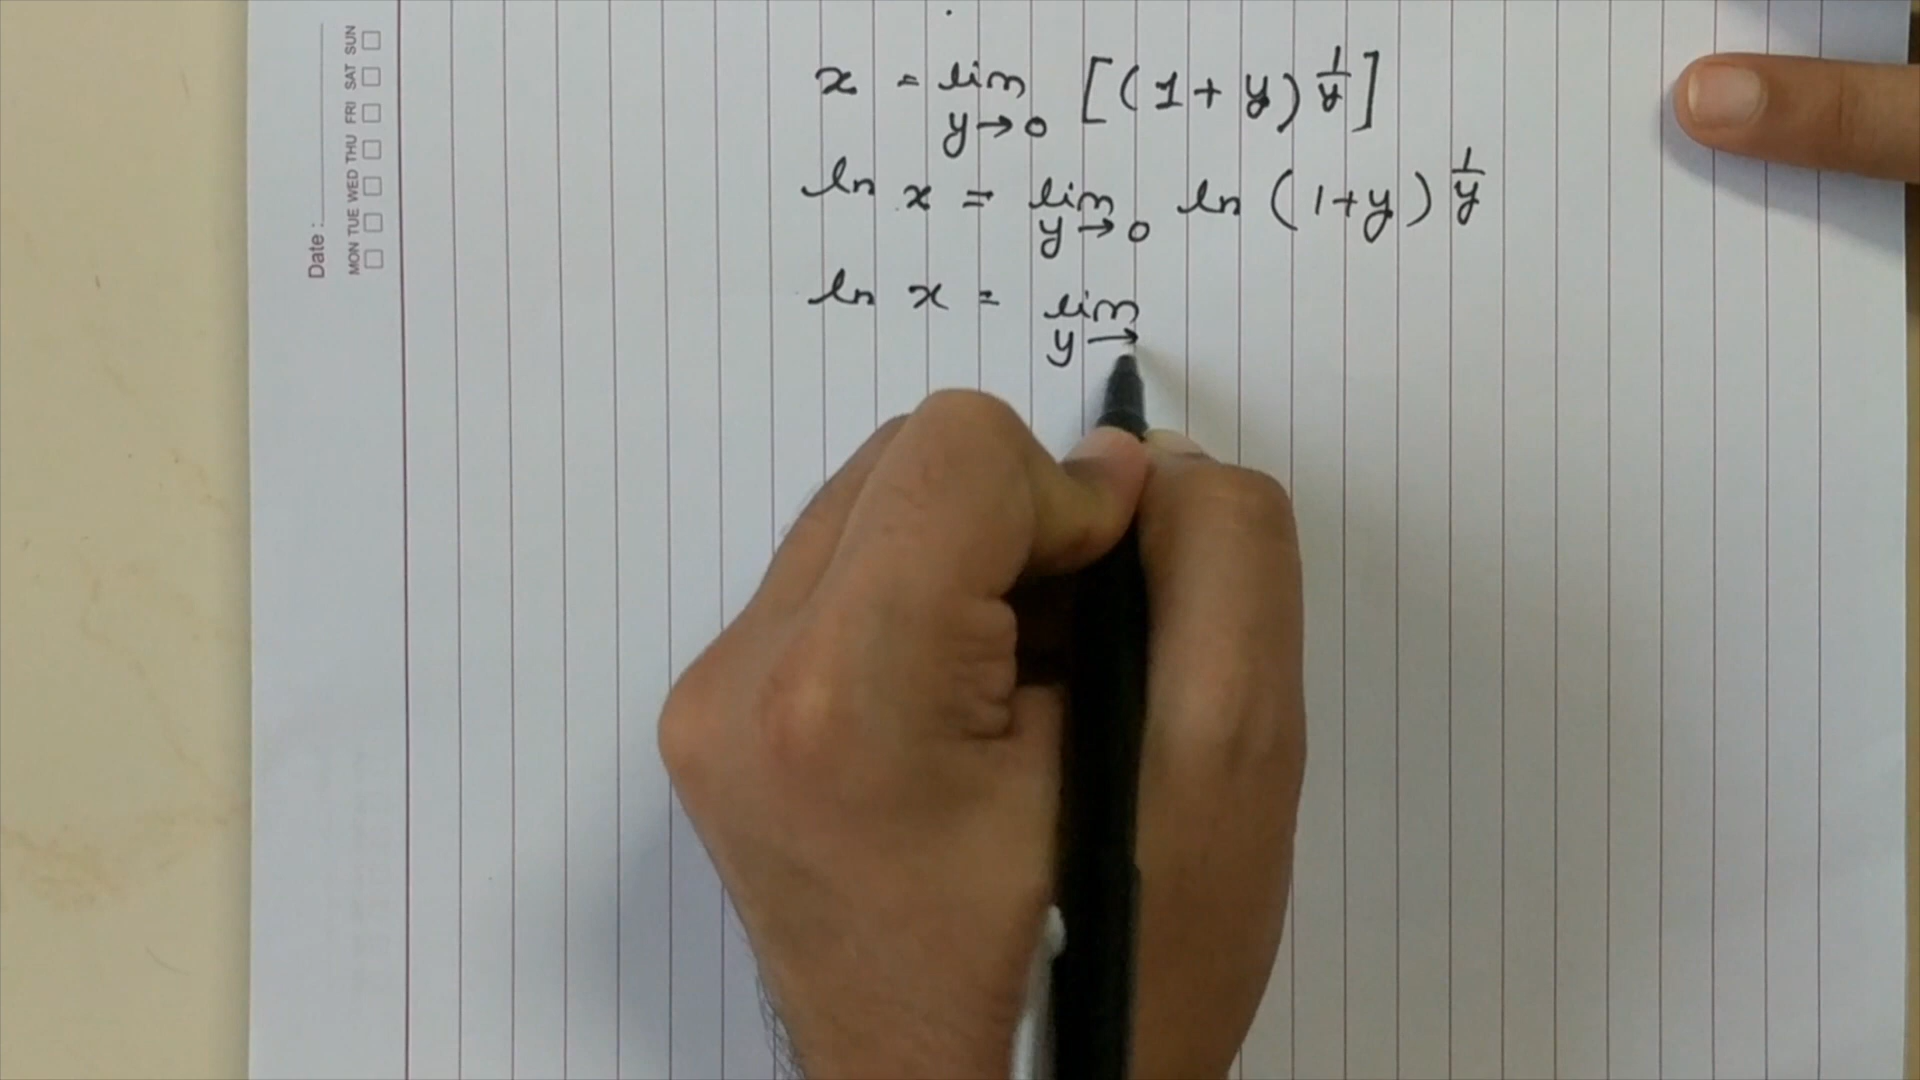 x = lim y→0 [(1 + y)^{1/y}]
ln x = lim y→0 ln (1+y)^{1/y}
ln x = lim y→
Date :
MON TUE WED THU FRI SAT SUN